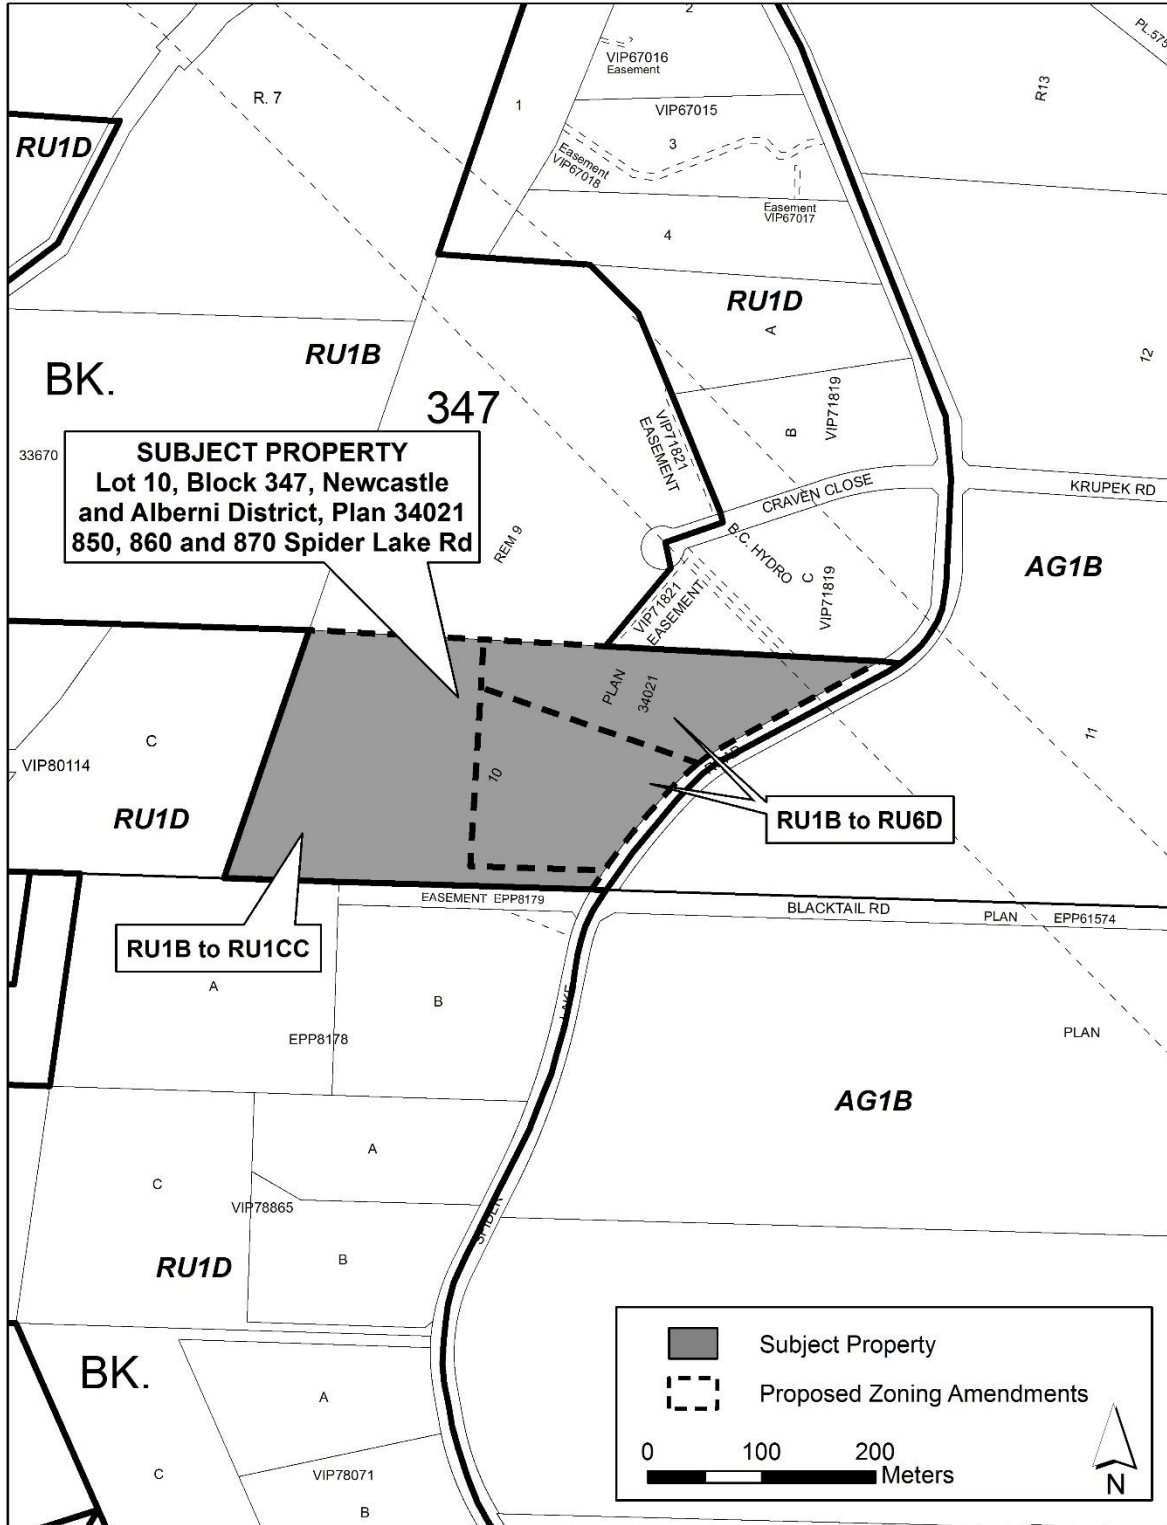 2
PL.575
VIP67016
Easement
R. 7
R13
1
VIP67015
RU1D
3
Easement
VIP67018
Easement
VIP67017
4
RU1D
A
RU1B
12
BK.
347
VIP71819
B
VIP71821
EASEMENT
33670
SUBJECT PROPERTY
Lot 10, Block 347, Newcastle
and Alberni District, Plan 34021
850, 860 and 870 Spider Lake Rd
CRAVEN CLOSE
KRUPEK RD
REM 9
B.C. HYDRO
C
VIP71819
AG1B
VIP71821
EASEMENT
PLAN
34021
C
11
VIP80114
10
RU1D
RU1B to RU6D
EASEMENT EPP8179
BLACKTAIL RD
PLAN EPP61574
RU1B to RU1CC
A
B
LAKE
EPP8178
PLAN
AG1B
A
C
VIP78865
SPIDER
B
RU1D
BK.
Subject Property
A
Proposed Zoning Amendments
0 100 200
Meters
N
C
VIP78071
B